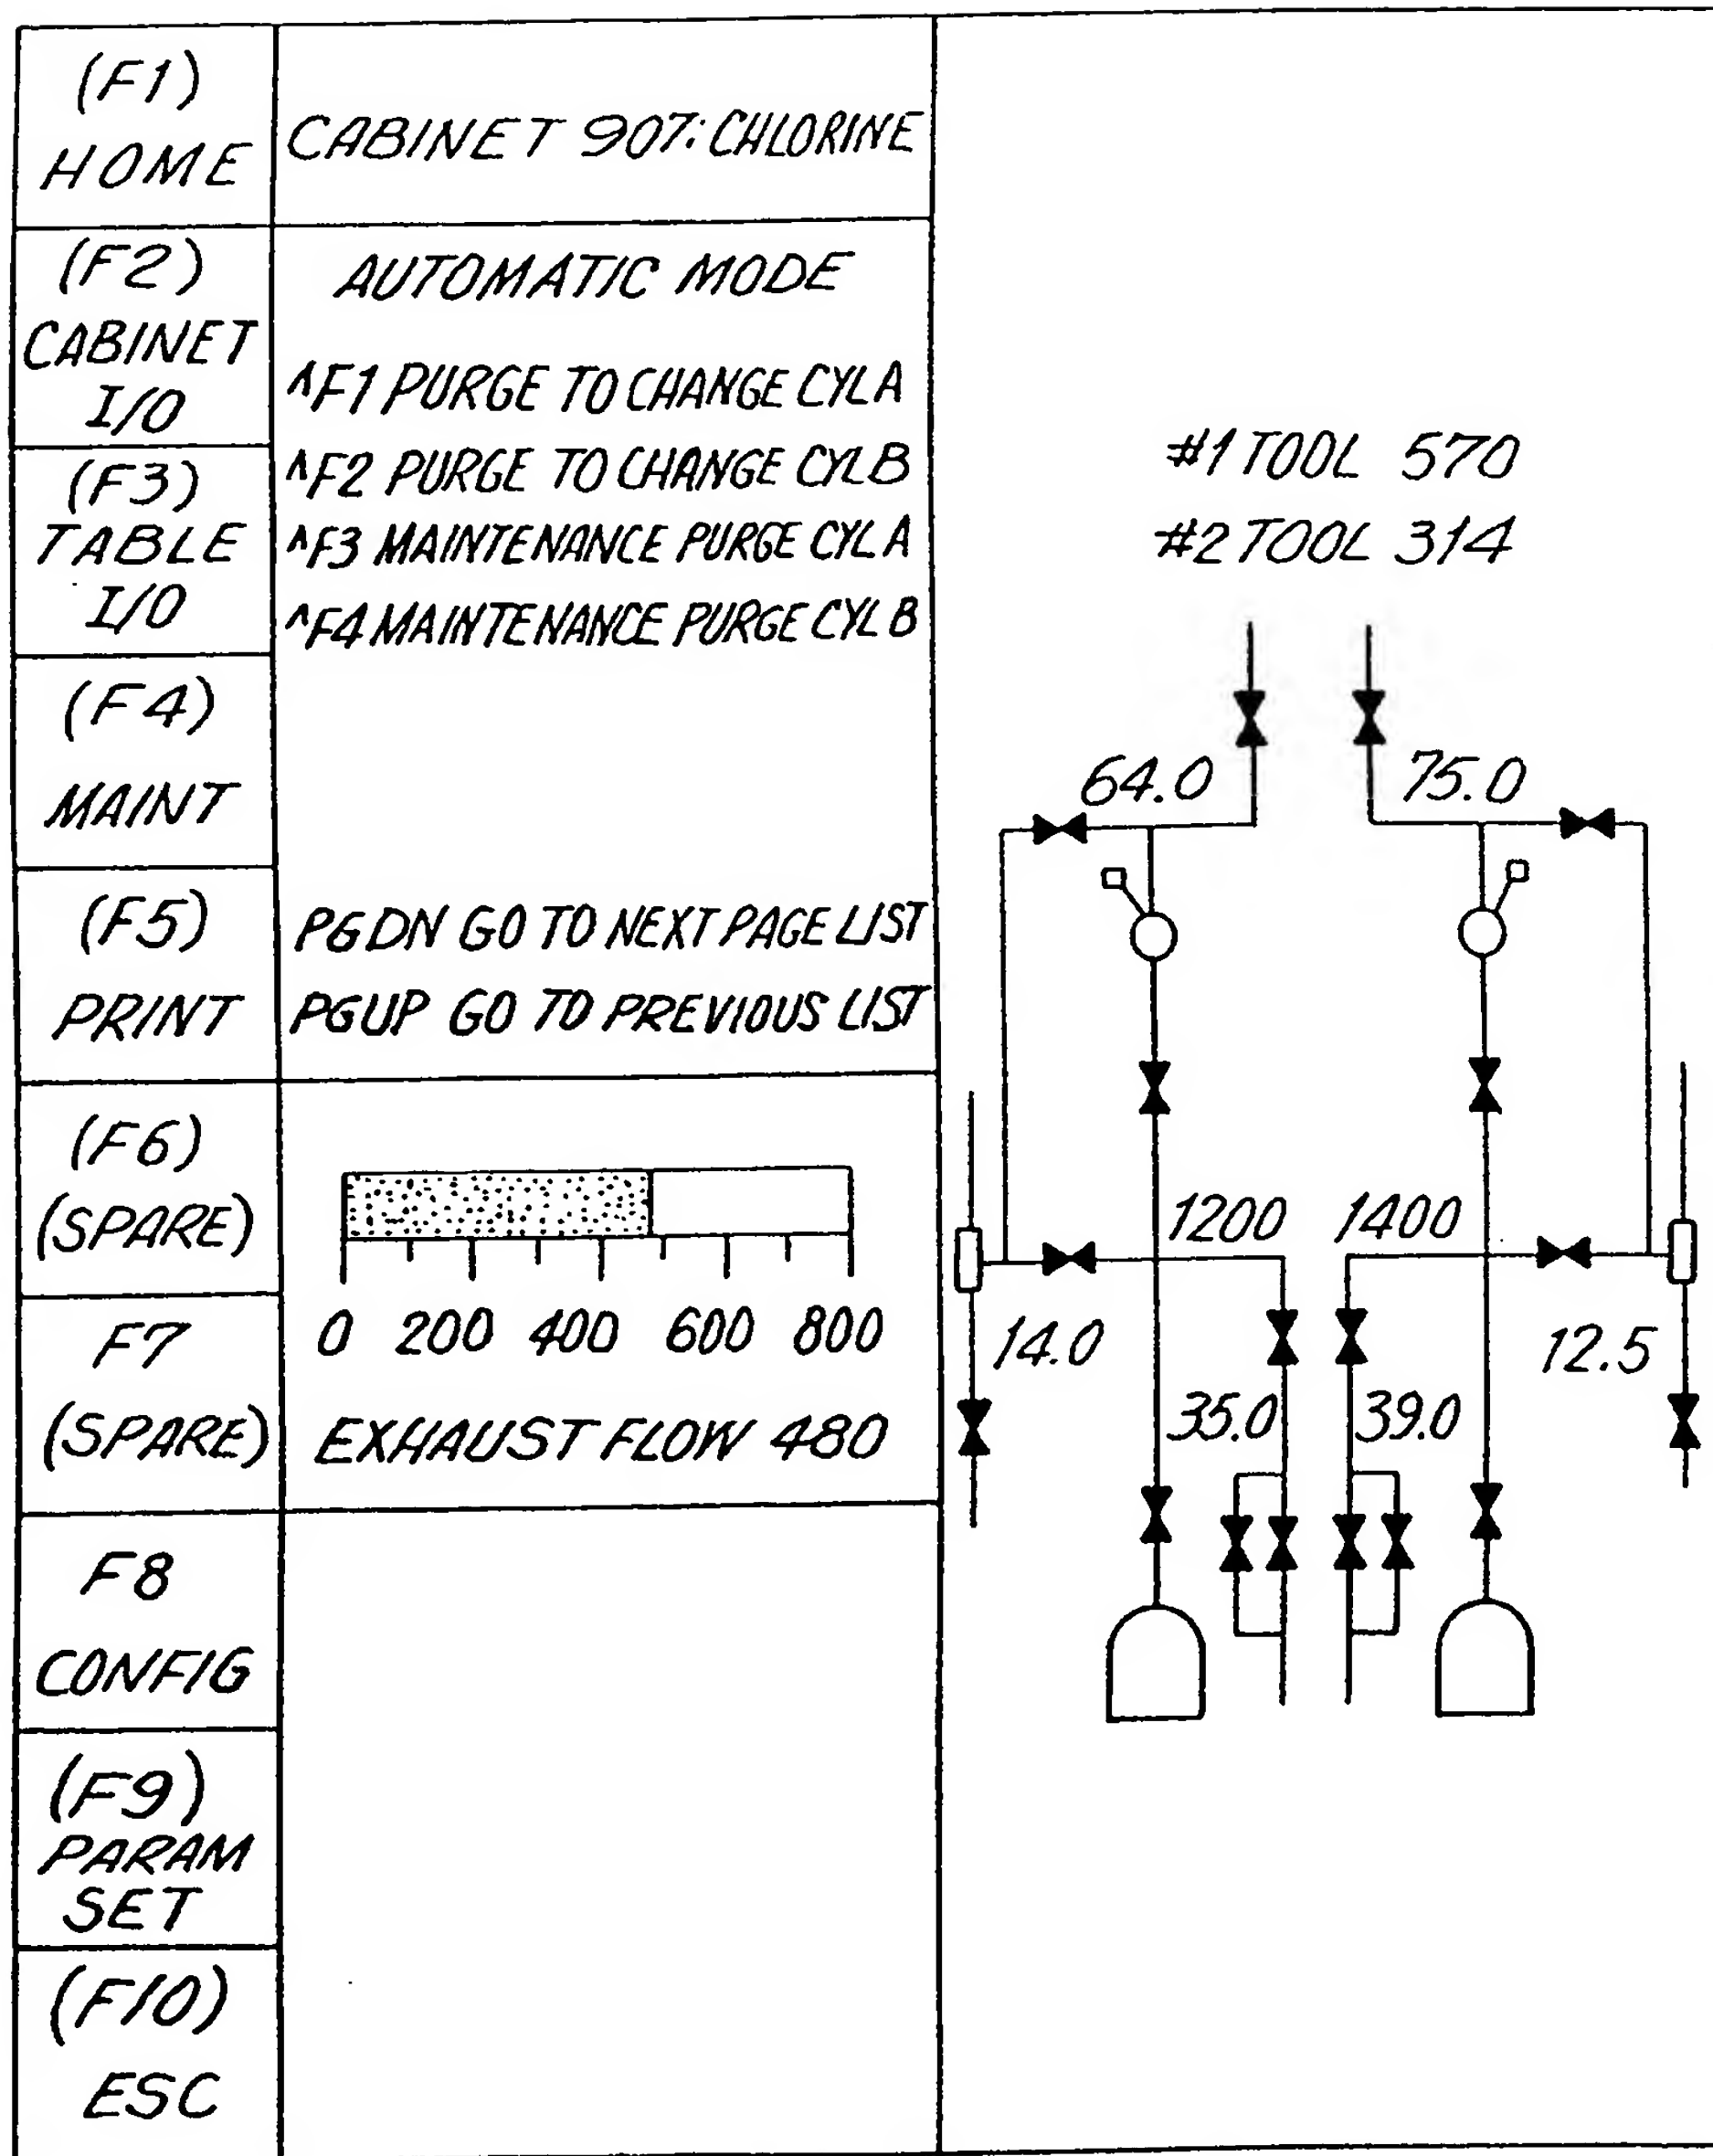 (F1)
HOME
CABINET 907: CHLORINE
(F2)
CABINET
I/O
(F3)
TABLE
I/O
AUTOMATIC MODE
^F1 PURGE TO CHANGE CYL A
^F2 PURGE TO CHANGE CYL B
^F3 MAINTENANCE PURGE CYL A
^F4 MAINTENANCE PURGE CYL B
(F4)
MAINT
(F5)
PRINT
PGDN GO TO NEXT PAGE LIST
PGUP GO TO PREVIOUS LIST
(F6)
(SPARE)
F7
(SPARE)
0 200 400 600 800
EXHAUST FLOW 480
F8
CONFIG
(F9)
PARAM
SET
(F10)
ESC
#1 TOOL 570
#2 TOOL 314
64.0 75.0
1200 1400
14.0 12.5
35.0 39.0